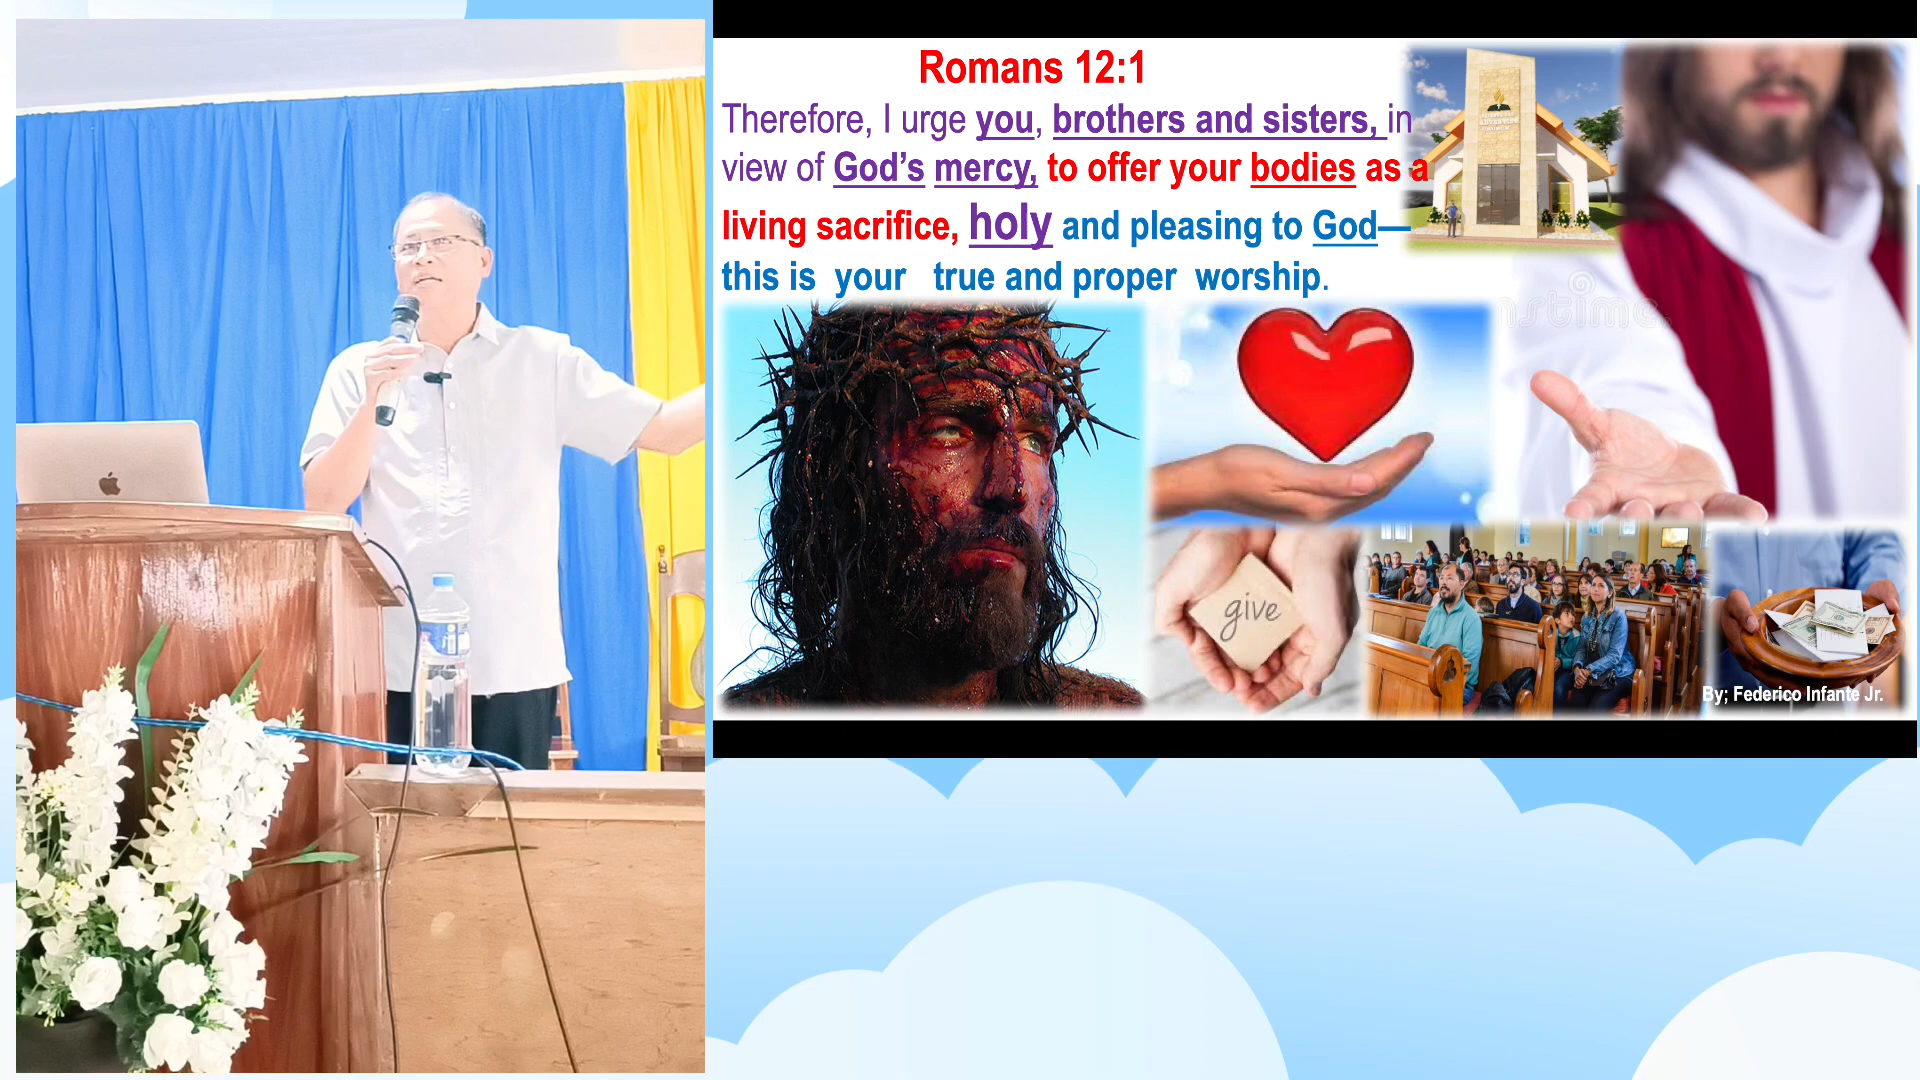 Romans 12:1
Therefore, I urge you, brothers and sisters, in
view of God's mercy, to offer your bodies as a
living sacrifice, holy and pleasing to God—
this is  your   true and proper  worship.
give
By; Federico Infante Jr.